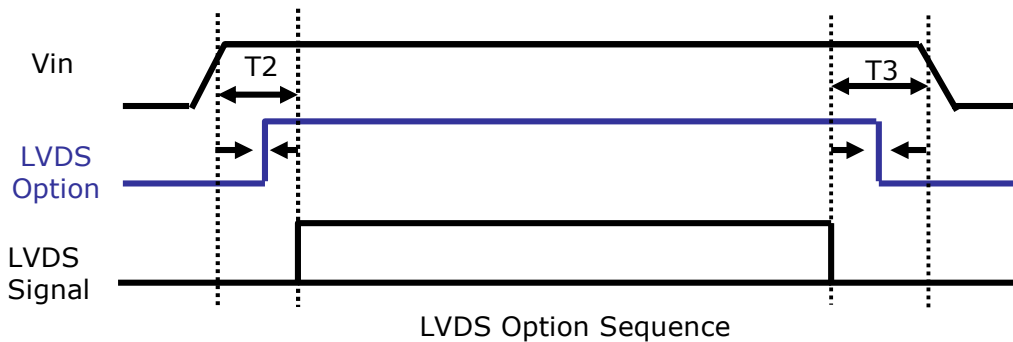 Vin
T2
T3
LVDS
Option
LVDS
Signal
LVDS Option Sequence